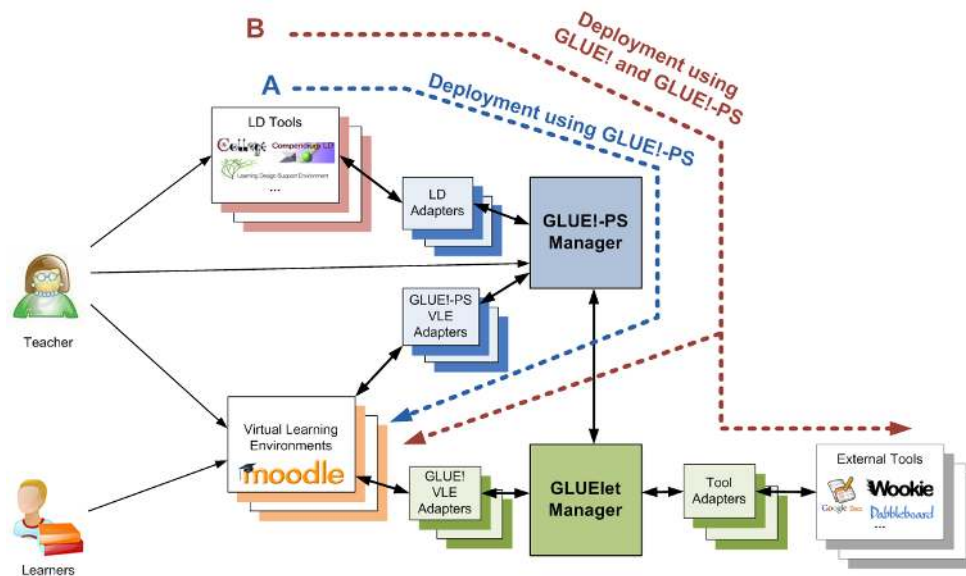 B
Deployment using
GLUE! and GLUE!-PS
A
Deployment using GLUE!-PS
LD Tools
Collage
Compendium LD
Learning Design Support Environment
...
LD
Adapters
GLUE!-PS
Manager
GLUE!-PS
VLE
Adapters
Teacher
Virtual Learning
Environments
moodle
GLUE!
VLE
Adapters
GLUElet
Manager
Tool
Adapters
External Tools
Google Docs
Wookie
Dabbleboard
...
Learners